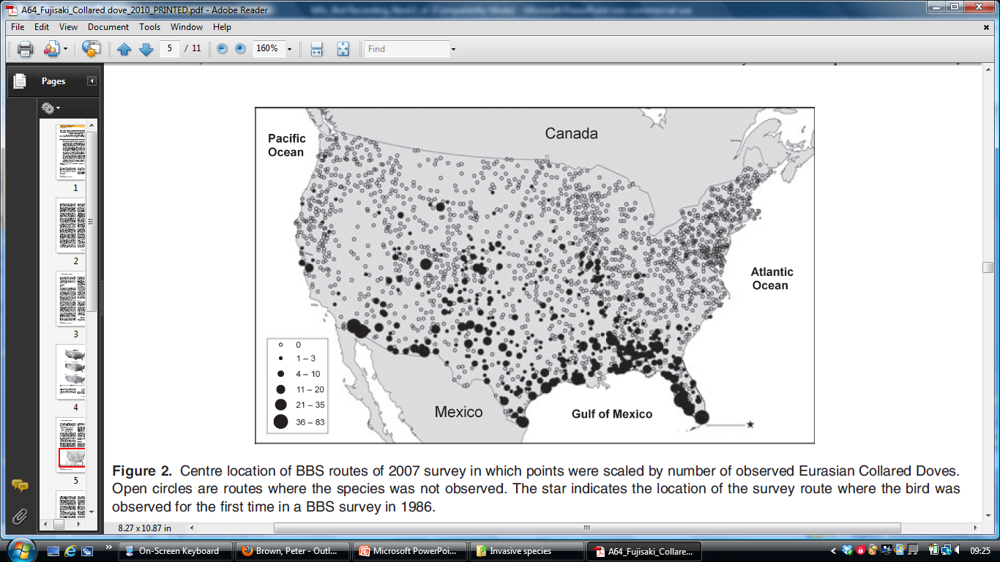 A64_Fujisaki_Collared dove_2010_PRINTED.pdf - Adobe Reader
File Edit View Document Tools Window Help
5 / 11 160% Find
Pages
1
2
3
4
5
Pacific
Ocean
Canada
Atlantic
Ocean
0
1 – 3
4 – 10
11 – 20
21 – 35
36 – 83
Mexico
Gulf of Mexico
Figure 2. Centre location of BBS routes of 2007 survey in which points were scaled by number of observed Eurasian Collared Doves.
Open circles are routes where the species was not observed. The star indicates the location of the survey route where the bird was
observed for the first time in a BBS survey in 1986.
8.27 x 10.87 in
On-Screen Keyboard
Brown, Peter - Outl...
Microsoft PowerPoi...
Invasive species
A64_Fujisaki_Collare...
09:25